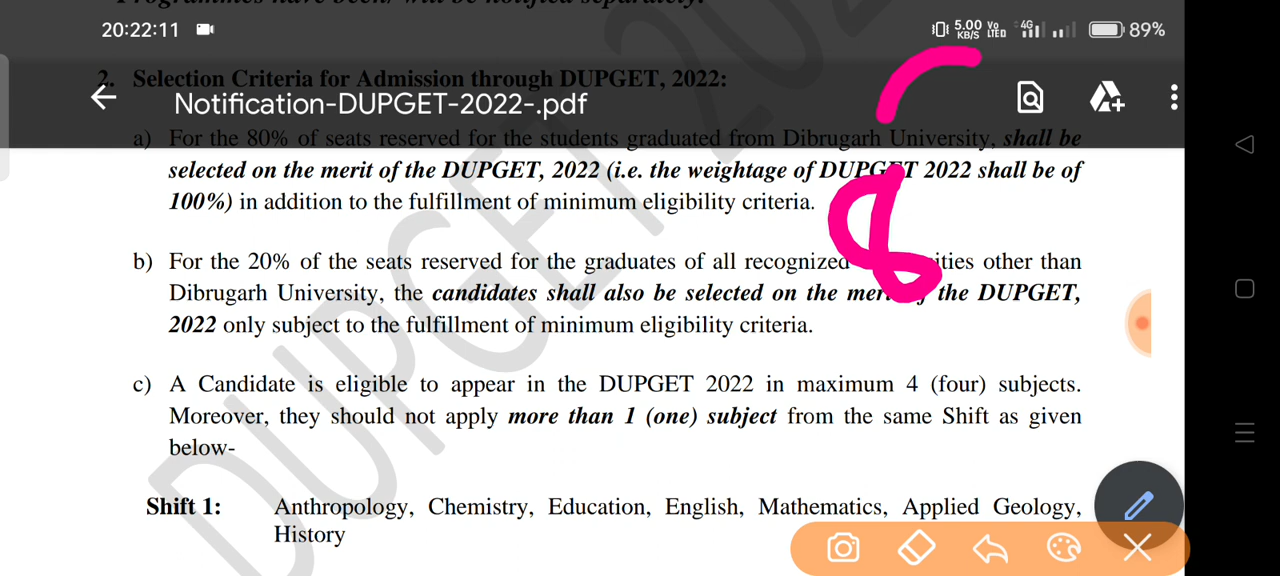 20:22:11
5.00 KB/S Vo LTED 4G 89%
2. Selection Criteria for Admission through DUPGET, 2022:
Notification-DUPGET-2022-.pdf
a) For the 80% of seats reserved for the students graduated from Dibrugarh University, shall be
selected on the merit of the DUPGET, 2022 (i.e. the weightage of DUPGET 2022 shall be of
100%) in addition to the fulfillment of minimum eligibility criteria.
8
b) For the 20% of the seats reserved for the graduates of all recognized other than
Dibrugarh University, the candidates shall also be selected on the the DUPGET,
2022 only subject to the fulfillment of minimum eligibility criteria.
c) A Candidate is eligible to appear in the DUPGET 2022 in maximum 4 (four) subjects.
Moreover, they should not apply more than 1 (one) subject from the same Shift as given
below-
Shift 1: Anthropology, Chemistry, Education, English, Mathematics, Applied Geology,
History
DUPGET 202